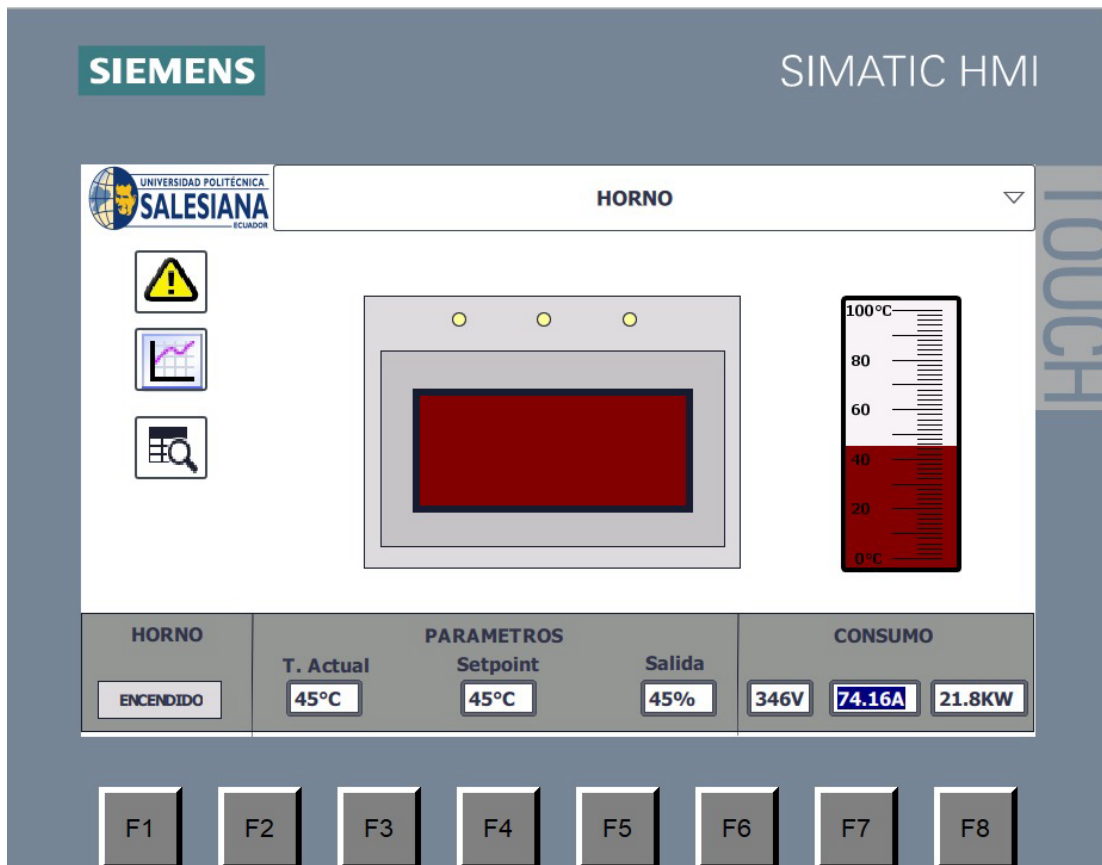 SIEMENS
SIMATIC HMI
TOUCH
UNIVERSIDAD POLITÉCNICA
SALESIANA
ECUADOR
HORNO
100°C
80
60
40
20
0°C
HORNO
PARAMETROS
CONSUMO
T. Actual
Setpoint
Salida
ENCENDIDO
45°C
45°C
45%
346V
74.16A
21.8KW
F1
F2
F3
F4
F5
F6
F7
F8